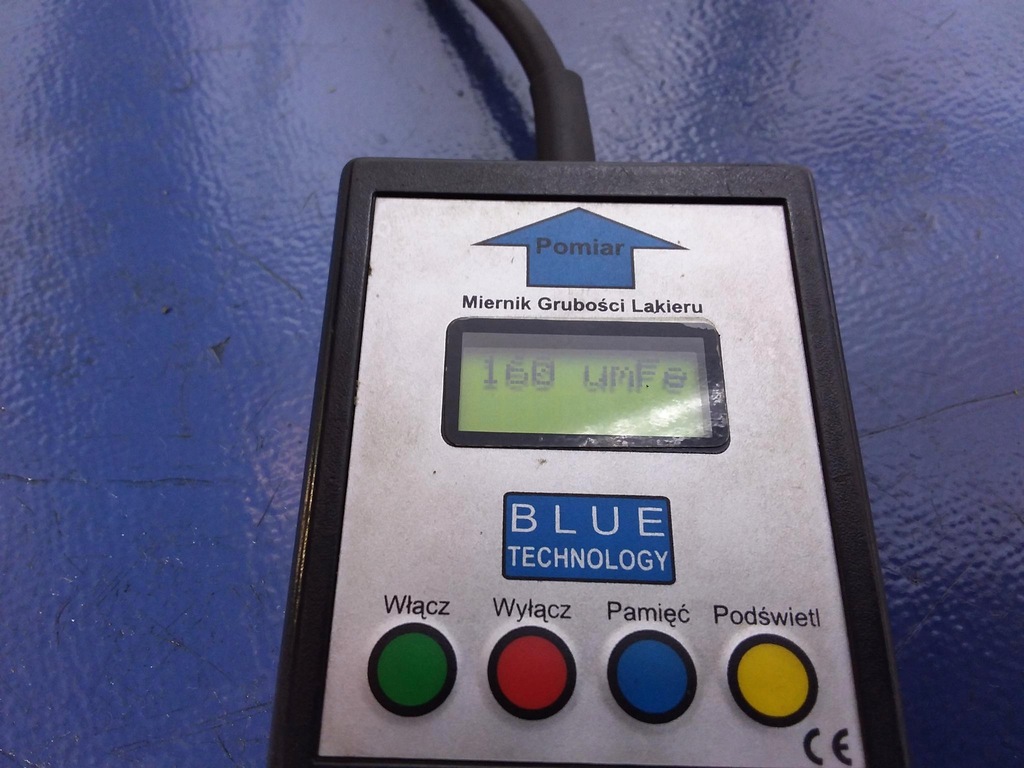 Pomiar
Miernik Grubości Lakieru
160 umFe
BLUE
TECHNOLOGY
Włącz Wyłącz Pamięć Podświetl
CE